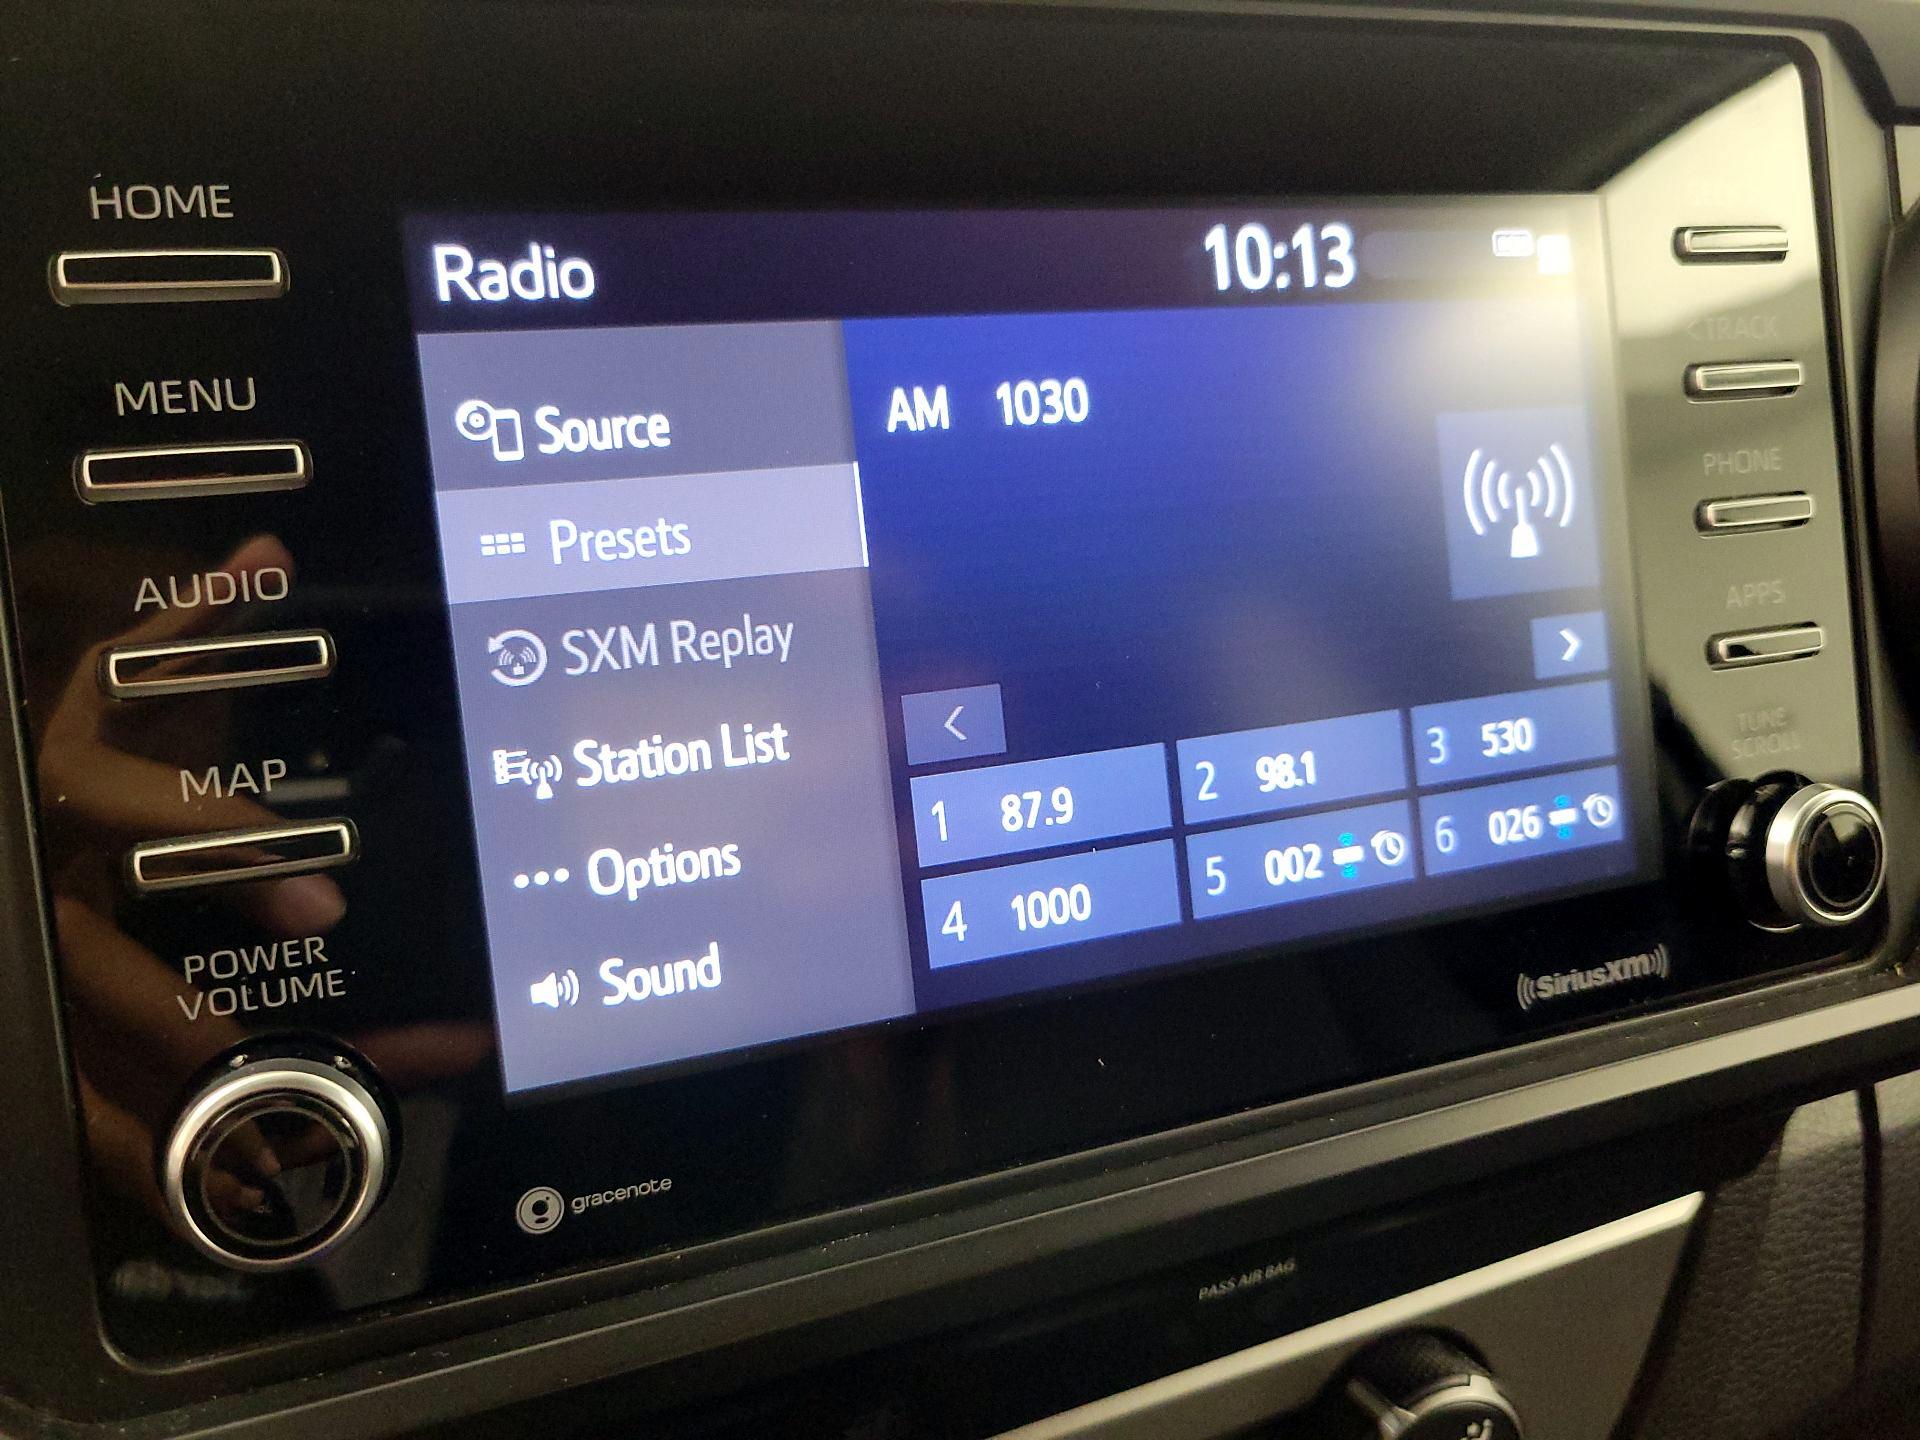 HOME
MENU
AUDIO
MAP
POWER
VOLUME
Radio
10:13
Source
Presets
SXM Replay
Station List
Options
Sound
AM 1030
<
>
1 87.9
2 98.1
3 530
4 1000
5 002
6 026
< TRACK
PHONE
APPS
TUNE
SCROLL
((SiriusXm))
gracenote
PASS AIR BAG